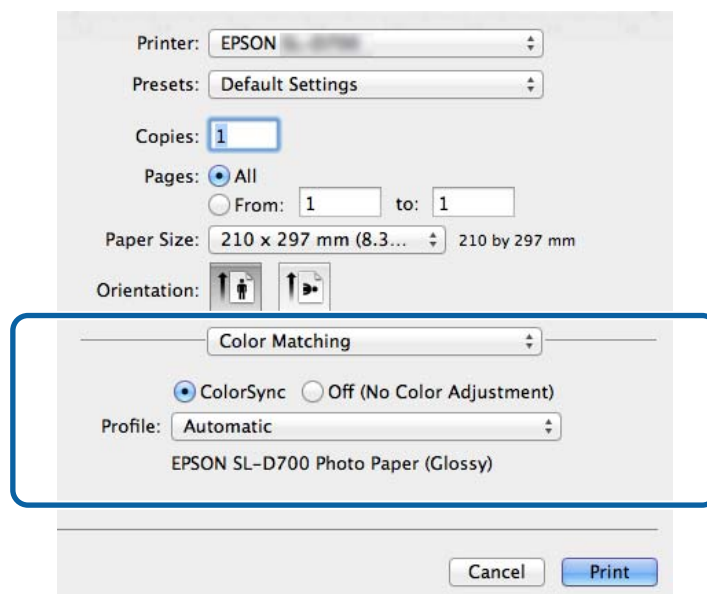 Printer: EPSON
Presets: Default Settings
Copies: 1
Pages: All
From: 1 to: 1
Paper Size: 210 x 297 mm (8.3... 210 by 297 mm
Orientation:
Color Matching
ColorSync Off (No Color Adjustment)
Profile: Automatic
EPSON SL-D700 Photo Paper (Glossy)
Cancel Print